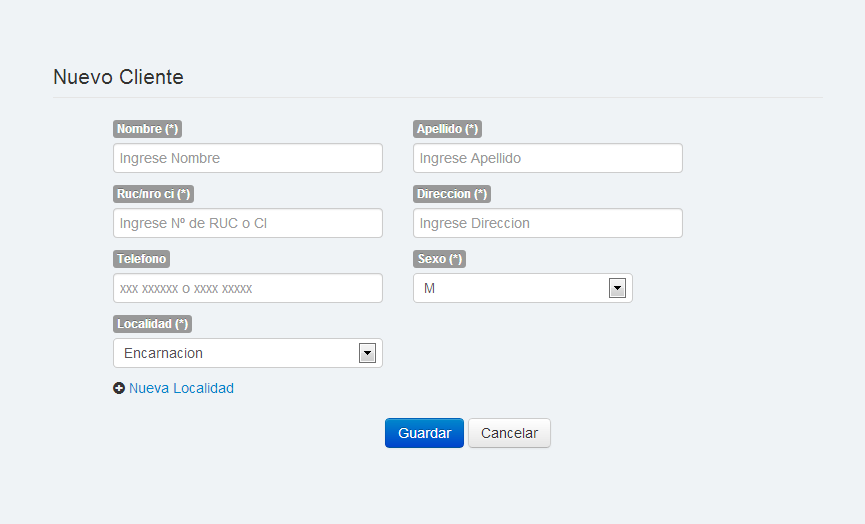 Nuevo Cliente
Nombre (*)
Apellido (*)
Ingrese Nombre
Ingrese Apellido
Ruc/nro ci (*)
Direccion (*)
Ingrese Nº de RUC o CI
Ingrese Direccion
Telefono
Sexo (*)
xxx xxxxxx o xxxx xxxxx
M
Localidad (*)
Encarnacion
Nueva Localidad
Guardar
Cancelar